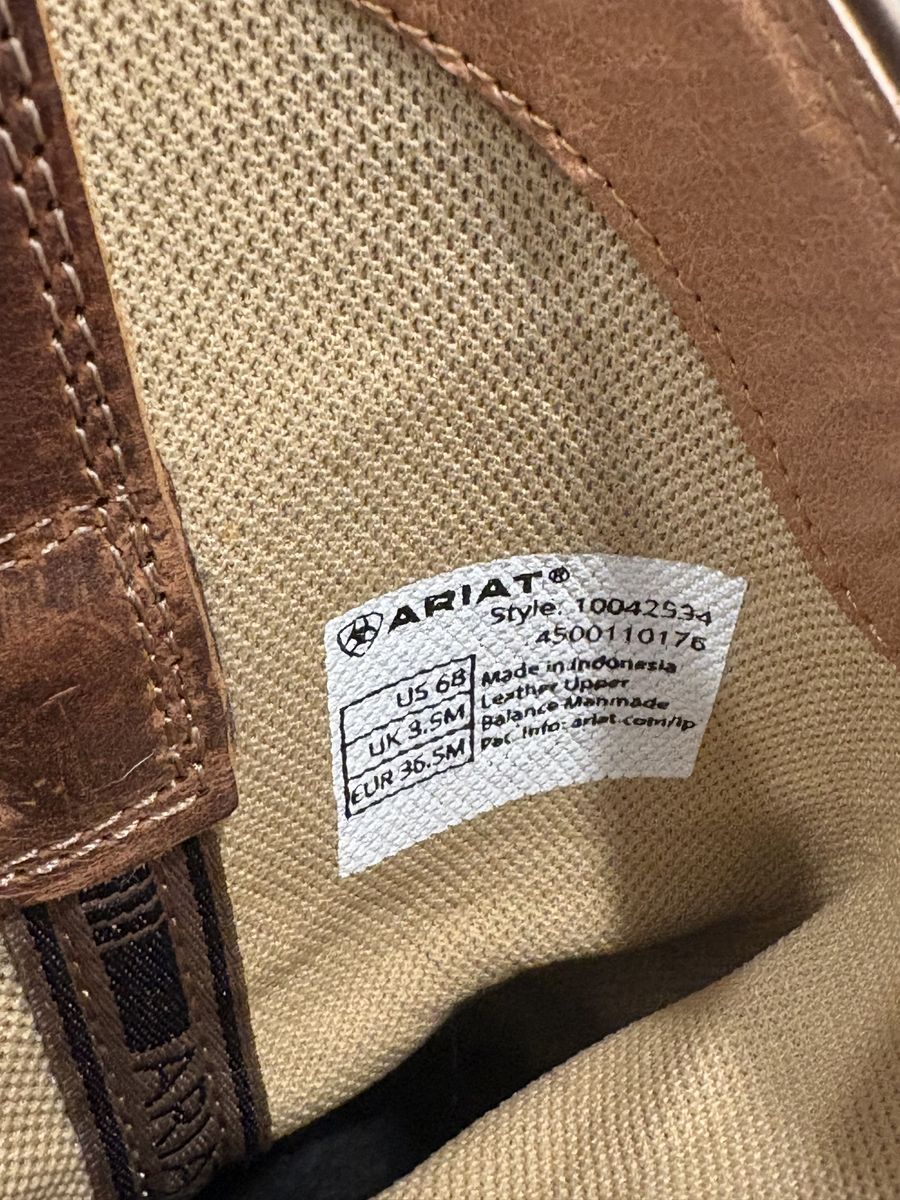 ARIAT®
Style: 10042534
4500110176
US 6B
UK 3.5M
EUR 36.5M
Made in Indonesia
Leather Upper
Balance Manmade
Pat. Info: ariat.com/ip
ARIA